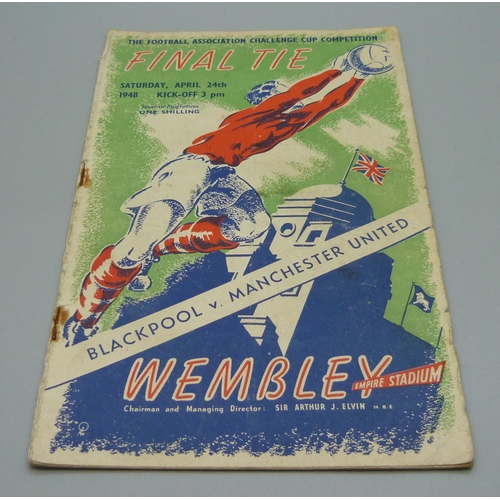 THE FOOTBALL ASSOCIATION CHALLENGE CUP COMPETITION
FINAL TIE
SATURDAY, APRIL 24th
1948 KICK-OFF 3 pm
Souvenir Programme
ONE SHILLING
BLACKPOOL v. MANCHESTER UNITED
WEMBLEY
EMPIRE STADIUM
Chairman and Managing Director: SIR ARTHUR J. ELVIN M.B.E